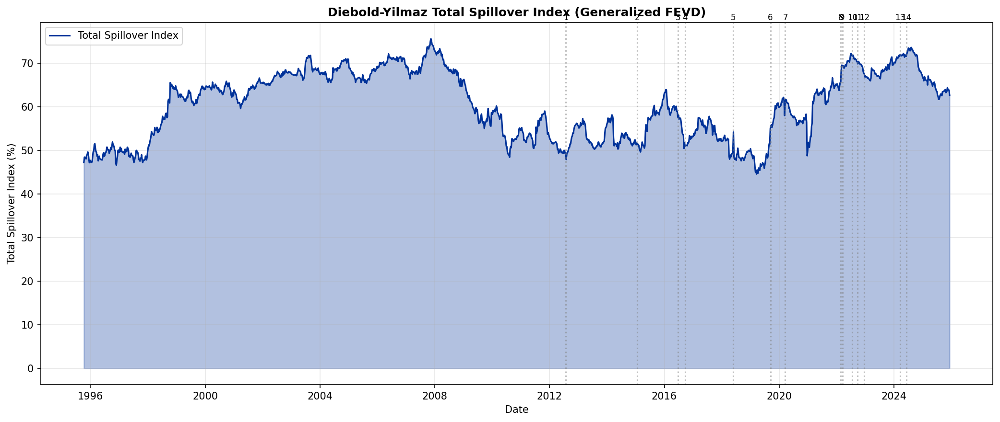 Diebold-Yilmaz Total Spillover Index (Generalized FEVD)
1 2 3 4 5 6 7 8 9 10 11 12 13 14
Total Spillover Index
Total Spillover Index (%)
70
60
50
40
30
20
10
0
1996 2000 2004 2008 2012 2016 2020 2024
Date